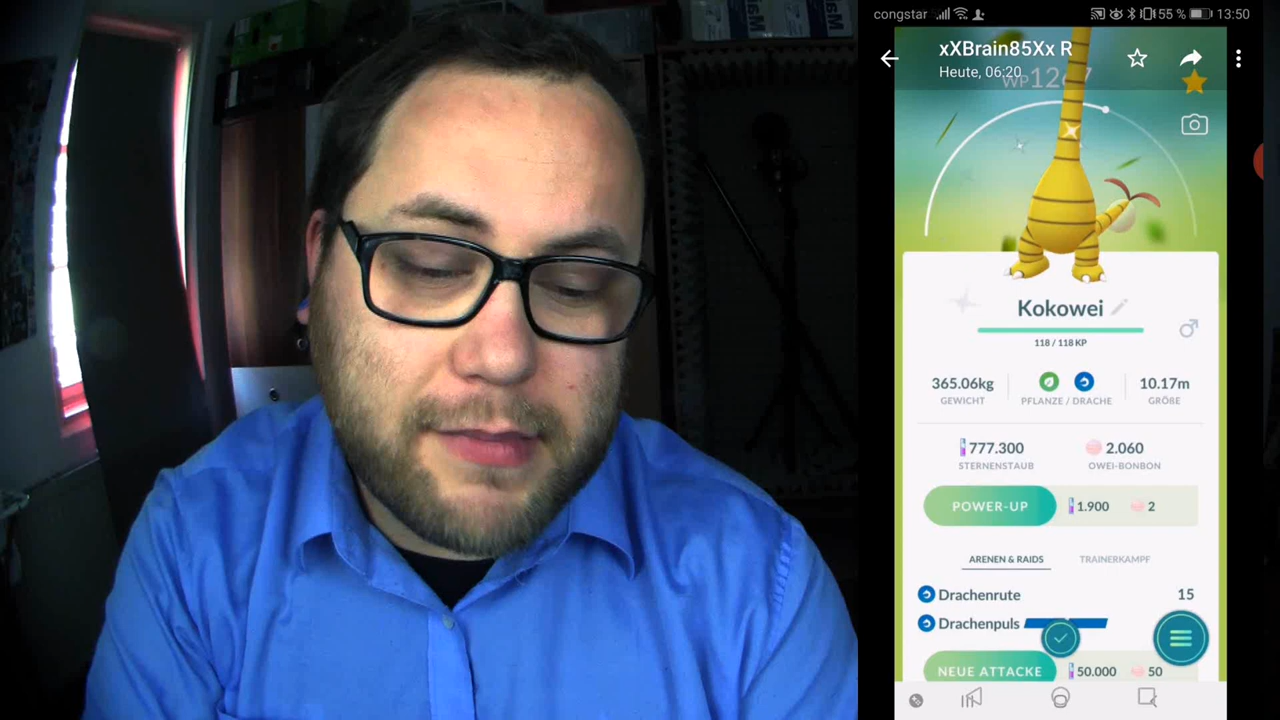 congstar 55 % 13:50
xXBrain85Xx R
Heute, 06:20
Kokowei
118 / 118 KP
365.06kg 10.17m
GEWICHT PFLANZE / DRACHE GRÖßE
777.300 2.060
STERNENSTAUB OWEI-BONBON
POWER-UP 1.900 2
ARENEN & RAIDS TRAINERKAMPF
Drachenrute 15
Drachenpuls
NEUE ATTACKE 50.000 50